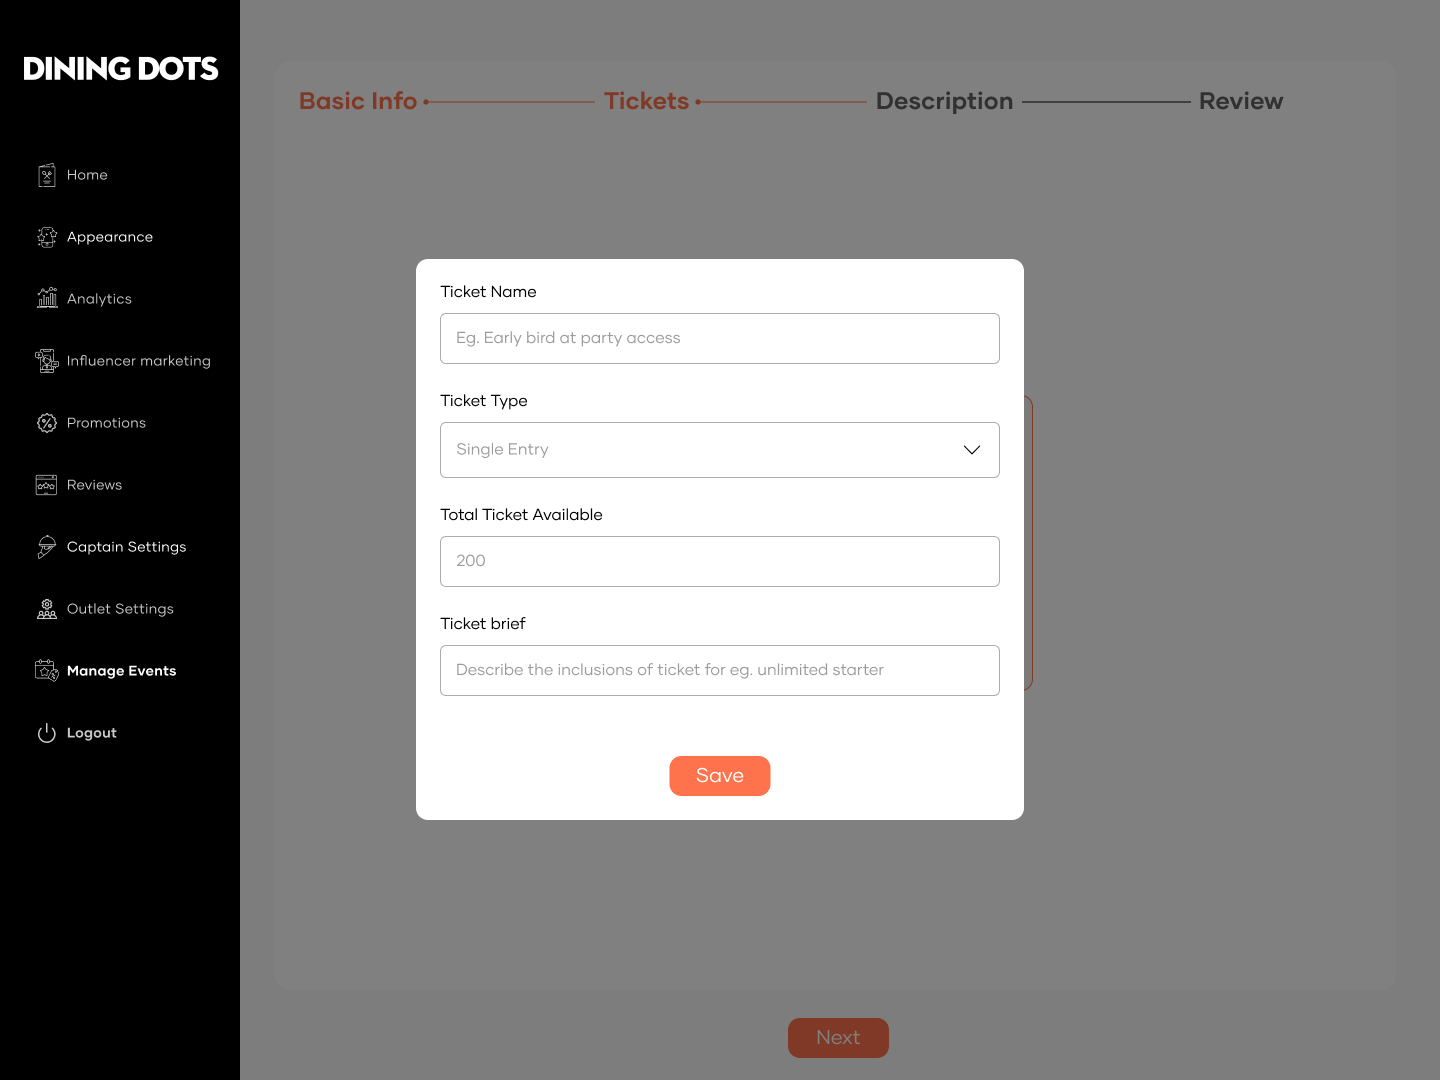 DINING DOTS
Home
Appearance
Analytics
Influencer marketing
Promotions
Reviews
Captain Settings
Outlet Settings
Manage Events
Logout
Basic Info
Tickets
Description
Review
Ticket Name
Eg. Early bird at party access
Ticket Type
Single Entry
Total Ticket Available
200
Ticket brief
Describe the inclusions of ticket for eg. unlimited starter
Save
Next